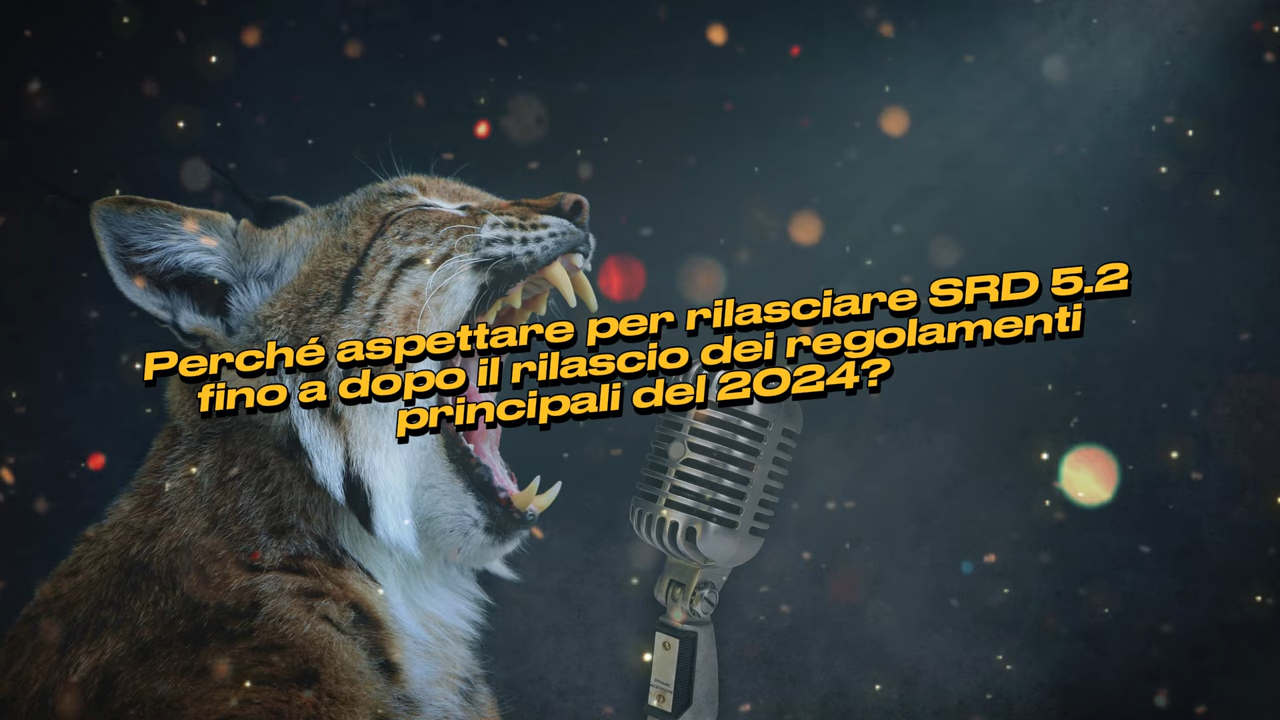 Perché aspettare per rilasciare SRD 5.2
fino a dopo il rilascio dei regolamenti
principali del 2024?